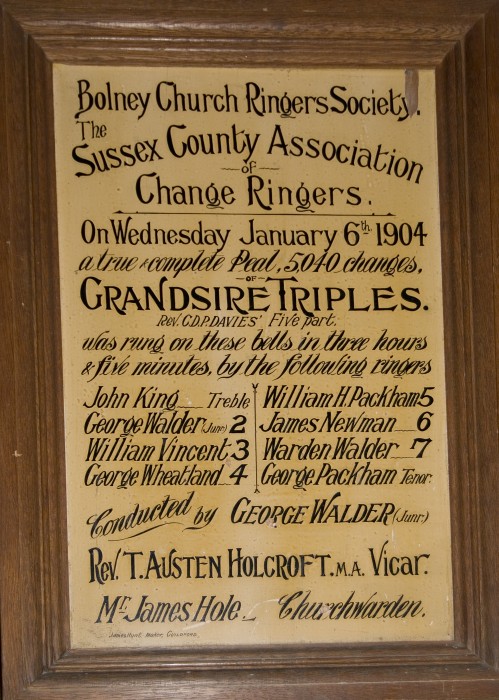 Bolney Church Ringers Society.
The
Sussex County Association
of
Change Ringers.
On Wednesday January 6th 1904
a true & complete Peal, 5,040 changes,
OF
GRANDSIRE TRIPLES.
Rev. C.D.P. DAVIES' Five part.
was rung on these bells in three hours
& five minutes, by the following ringers
John King Treble William H. Packham 5
George Walder (Junr) 2 James Newman 6
William Vincent 3 Warden Walder 7
George Wheatland 4 George Packham Tenor.
Conducted by GEORGE WALDER (Junr.)
Rev. T. AUSTEN HOLCROFT. M.A. Vicar.
Mr. James Hole Churchwarden.